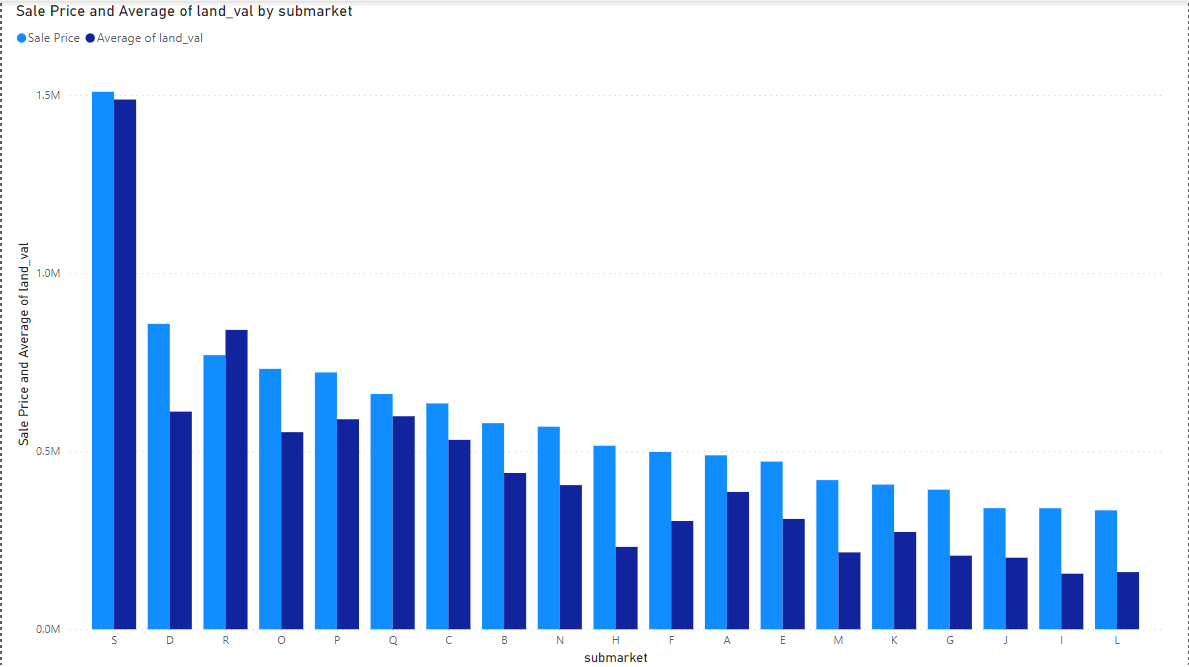 Sale Price and Average of land_val by submarket
Sale Price Average of land_val
Sale Price and Average of land_val
1.5M
1.0M
0.5M
0.0M
S D R O P Q C B N H F A E M K G J I L
submarket